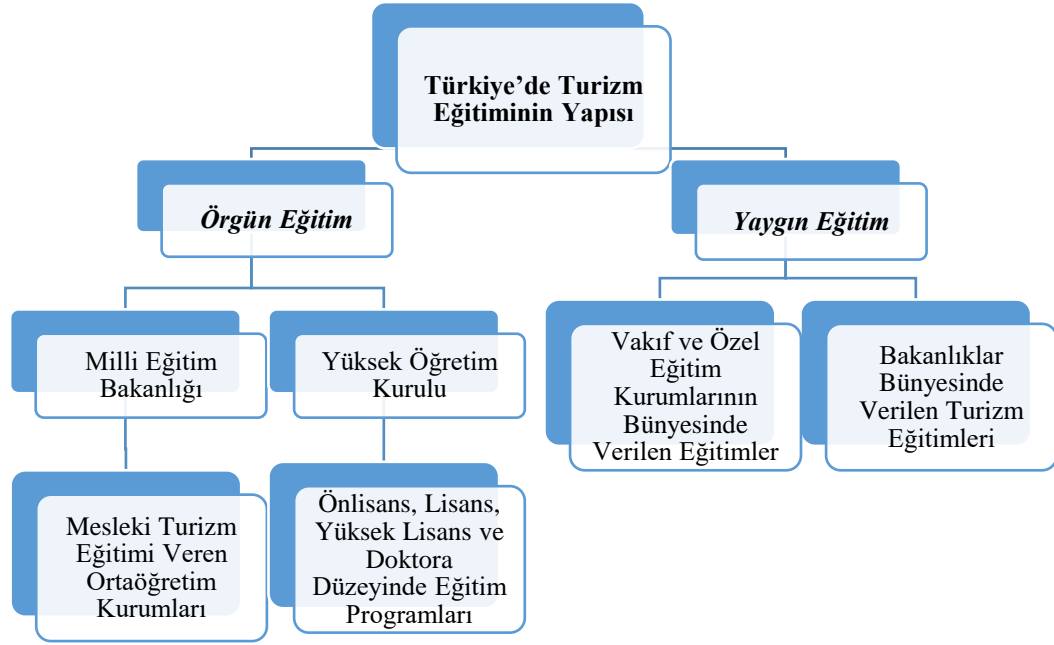 Türkiye’de Turizm
Eğitiminin Yapısı
Örgün Eğitim
Yaygın Eğitim
Milli Eğitim
Bakanlığı
Yüksek Öğretim
Kurulu
Vakıf ve Özel
Eğitim
Kurumlarının
Bünyesinde
Verilen Eğitimler
Bakanlıklar
Bünyesinde
Verilen Turizm
Eğitimleri
Mesleki Turizm
Eğitimi Veren
Ortaöğretim
Kurumları
Önlisans, Lisans,
Yüksek Lisans ve
Doktora
Düzeyinde Eğitim
Programları